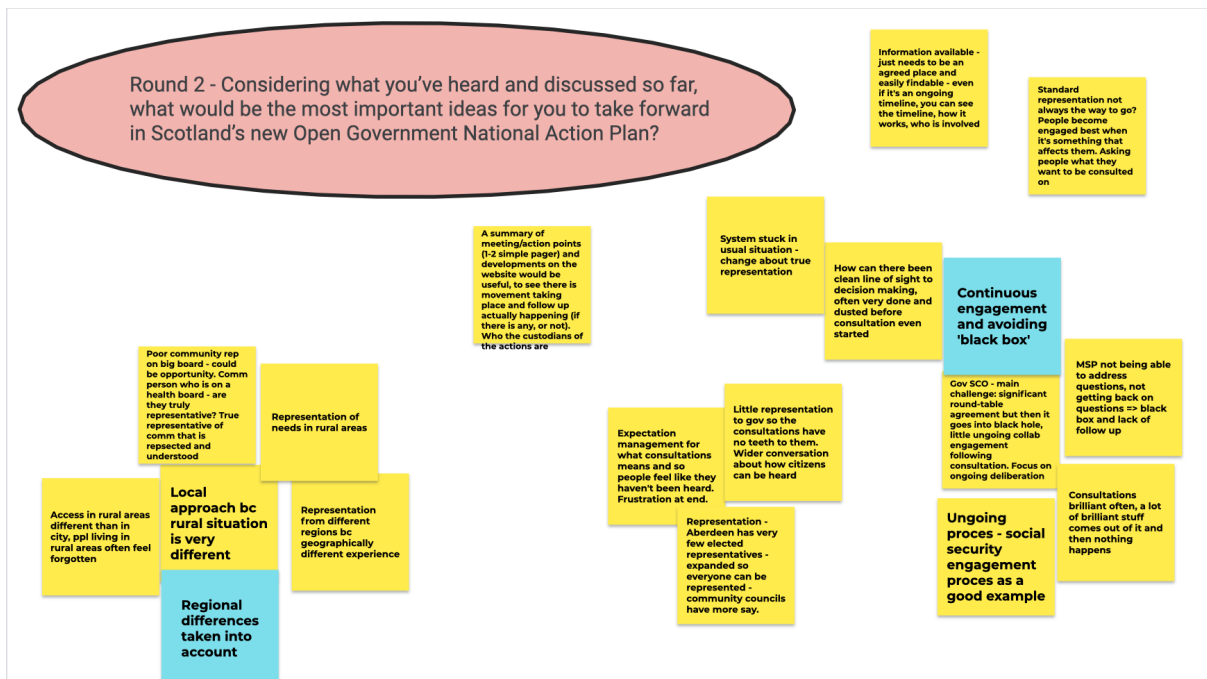 Round 2 - Considering what you've heard and discussed so far,
what would be the most important ideas for you to take forward
in Scotland's new Open Government National Action Plan?
Information available -
just needs to be an
agreed place and
easily findable - even
if it's an ongoing
timeline, you can see
the timeline, how it
works, who is involved
Standard
representation not
always the way to go?
People become
engaged best when
it's something that
affects them. Asking
people what they
want to be consulted
on
A summary of
meeting/action points
(1-2 simple pager) and
developments on the
website would be
useful, to see there is
movement taking
place and follow up
actually happening (if
there is any, or not).
Who the custodians of
the actions are
System stuck in
usual situation -
change about true
representation
How can there been
clean line of sight to
decision making,
often very done and
dusted before
consultation even
started
Continuous
engagement
and avoiding
'black box'
MSP not being able to
address
questions, not
getting back on
questions => black
box and lack of
follow up
Gov SCO - main
challenge: significant
round-table
agreement but then it
goes into black hole,
little ungoing collab
engagement
following
consultation. Focus on
ongoing deliberation
Consultations
brilliant often, a lot
of brilliant stuff
comes out of it and
then nothing
happens
Ungoing
proces - social
security
engagement
proces as a
good example
Poor community rep
on big board - could
be opportunity. Comm
person who is on a
health board - are
they truly
representative? True
representative of
comm that is
repsected and
understood
Representation of
needs in rural areas
Access in rural areas
different than in
city, ppl living in
rural areas often feel
forgotten
Local
approach bc
rural situation
is very
different
Representation
from different
regions bc
geographically
different experience
Regional
differences
taken into
account
Expectation
management for
what consultations
means and so
people feel like they
haven't been heard.
Frustration at end.
Little representation
to gov so the
consultations have
no teeth to them.
Wider conversation
about how citizens
can be heard
Representation -
Aberdeen has very
few elected
representatives -
expanded so
everyone can be
represented -
community councils
have more say.